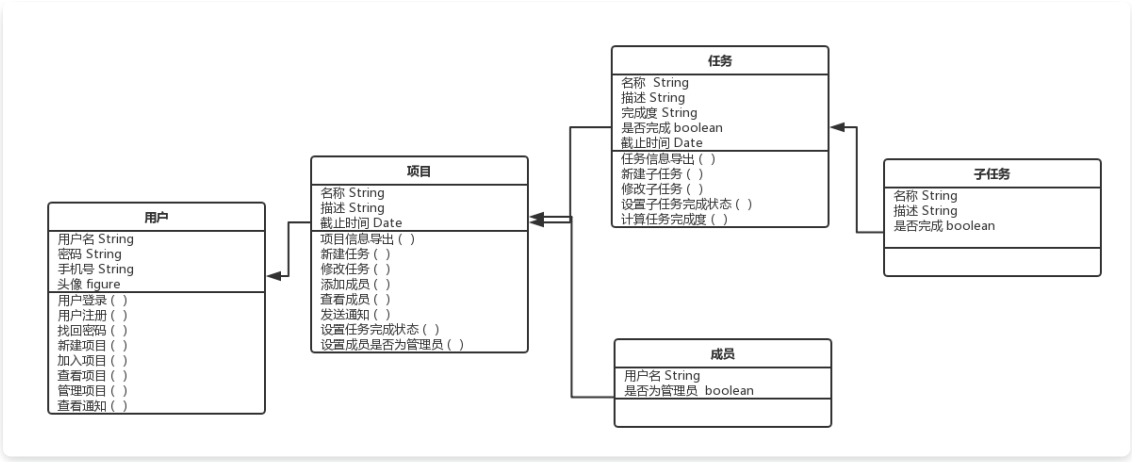 用户
用户名 String
密码 String
手机号 String
头像 figure
用户登录 ( )
用户注册 ( )
找回密码 ( )
新建项目 ( )
加入项目 ( )
查看项目 ( )
管理项目 ( )
查看通知 ( )
项目
名称 String
描述 String
截止时间 Date
项目信息导出 ( )
新建任务 ( )
修改任务 ( )
添加成员 ( )
查看成员 ( )
发送通知 ( )
设置任务完成状态 ( )
设置成员是否为管理员 ( )
任务
名称 String
描述 String
完成度 String
是否完成 boolean
截止时间 Date
任务信息导出 ( )
新建子任务 ( )
修改子任务 ( )
设置子任务完成状态 ( )
计算任务完成度 ( )
成员
用户名 String
是否为管理员 boolean
子任务
名称 String
描述 String
是否完成 boolean